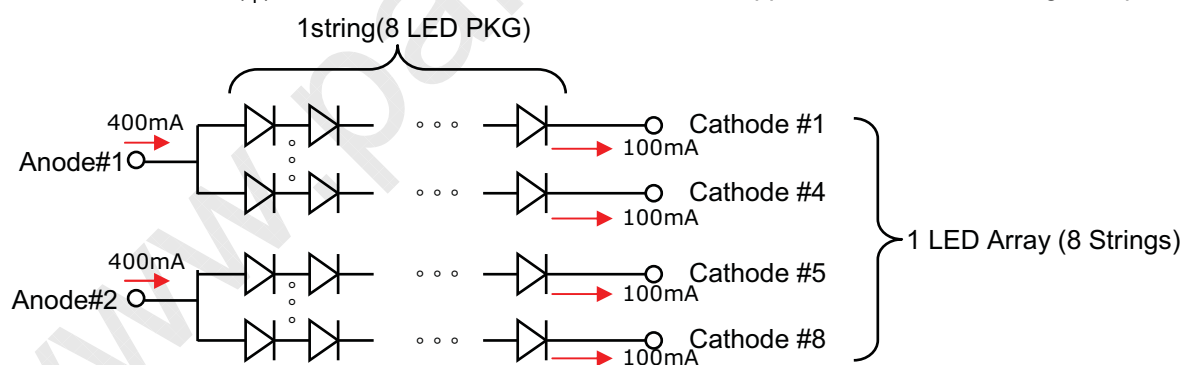 1string(8 LED PKG)
400mA
Anode#1
Cathode #1
100mA
Cathode #4
100mA
1 LED Array (8 Strings)
400mA
Anode#2
Cathode #5
100mA
Cathode #8
100mA